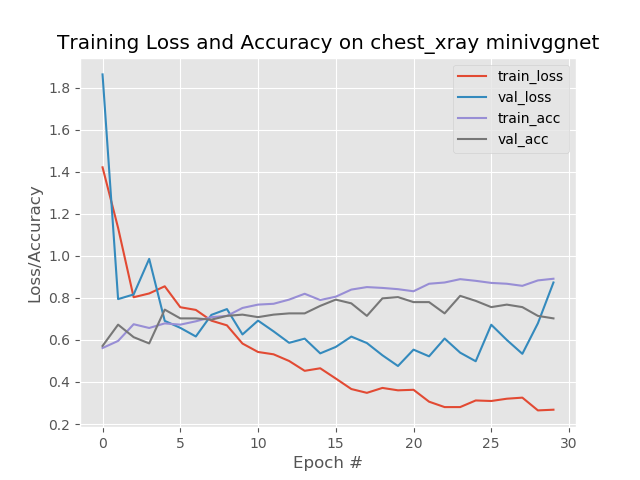 Training Loss and Accuracy on chest_xray minivggnet
train_loss
val_loss
train_acc
val_acc
1.8
1.6
1.4
1.2
1.0
0.8
0.6
0.4
0.2
Loss/Accuracy
0 5 10 15 20 25 30
Epoch #